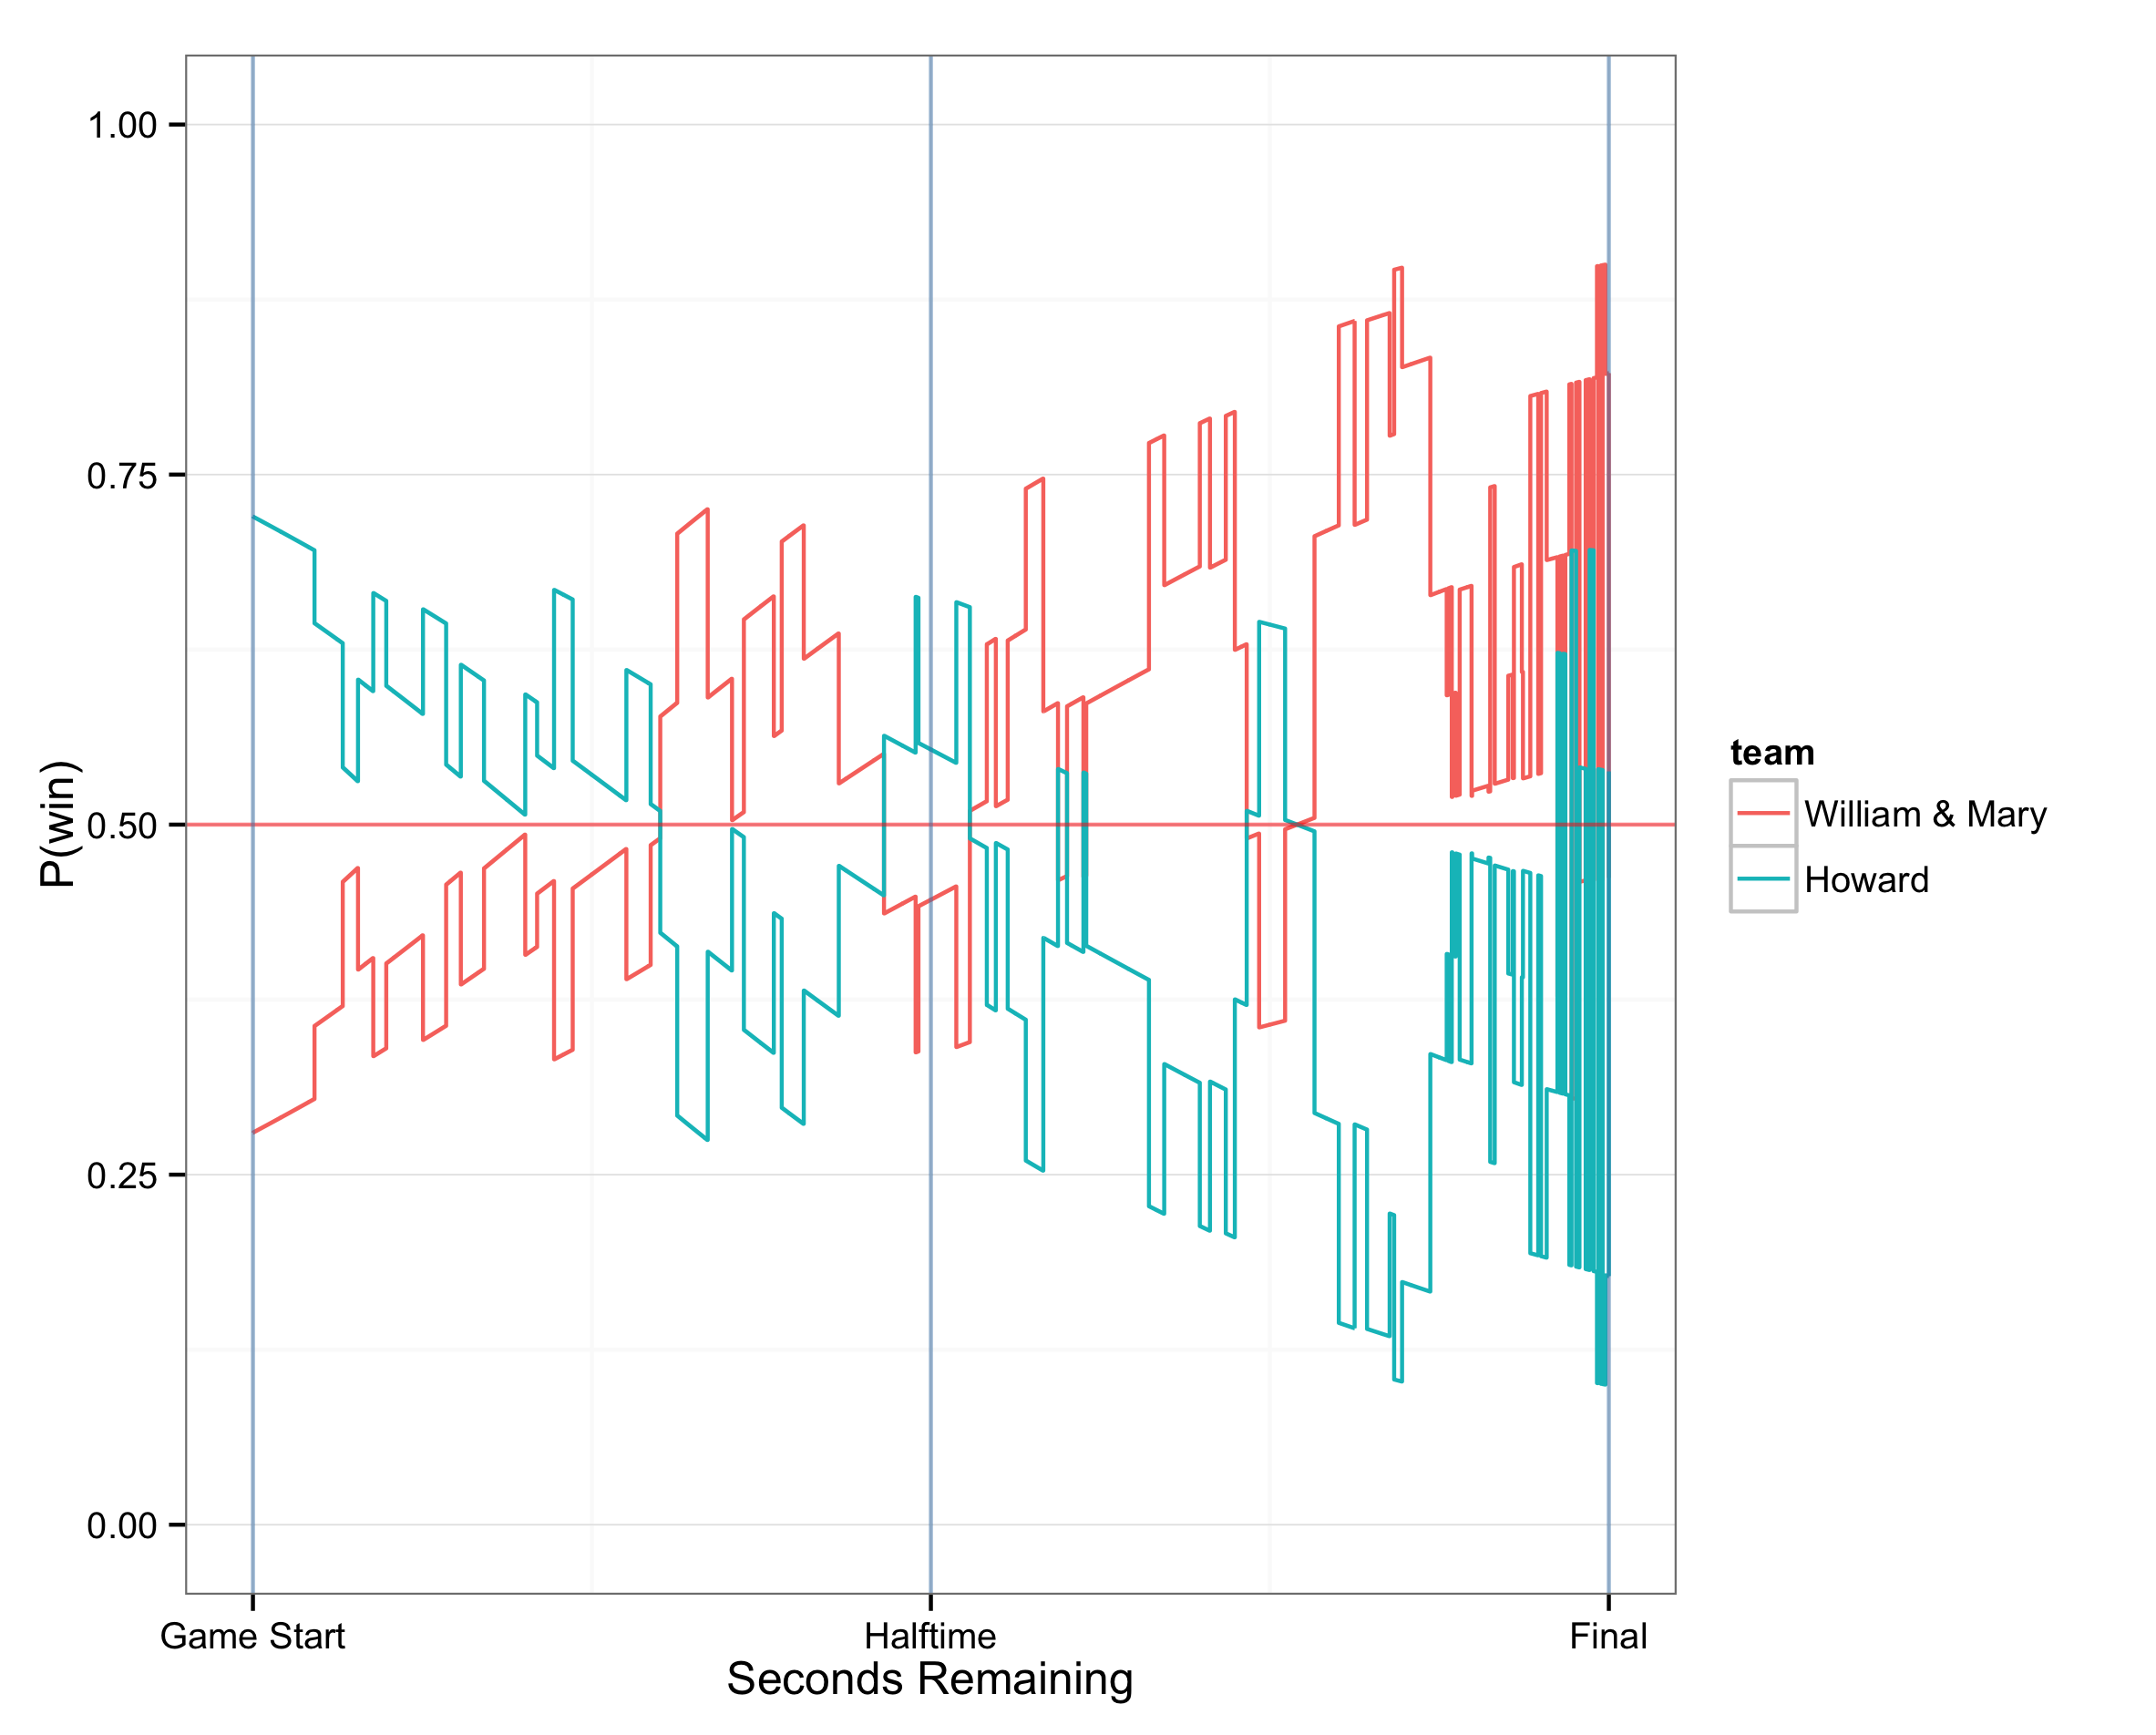 P(win)
1.00
0.75
0.50
0.25
0.00
Game Start
Halftime
Final
Seconds Remaining
team
William & Mary
Howard